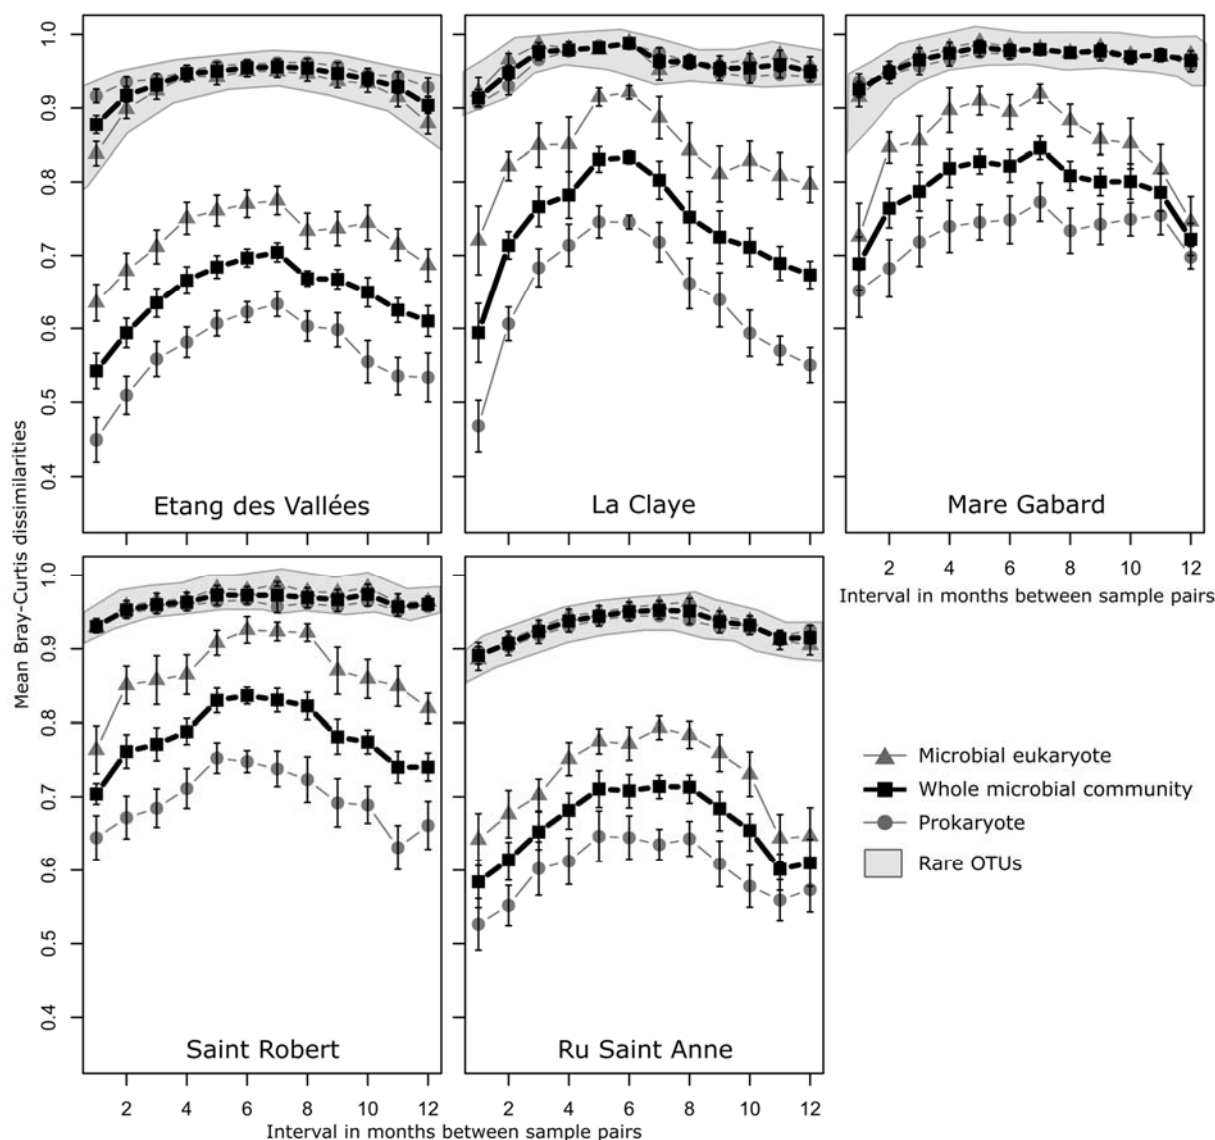 Mean Bray-Curtis dissimilarities
1.0
0.9
0.8
0.7
0.6
0.5
0.4
Etang des Vallées
La Claye
Mare Gabard
2 4 6 8 10 12
Interval in months between sample pairs
1.0
0.9
0.8
0.7
0.6
0.5
0.4
Microbial eukaryote
Whole microbial community
Prokaryote
Rare OTUs
Saint Robert
Ru Saint Anne
2 4 6 8 10 12
2 4 6 8 10 12
Interval in months between sample pairs